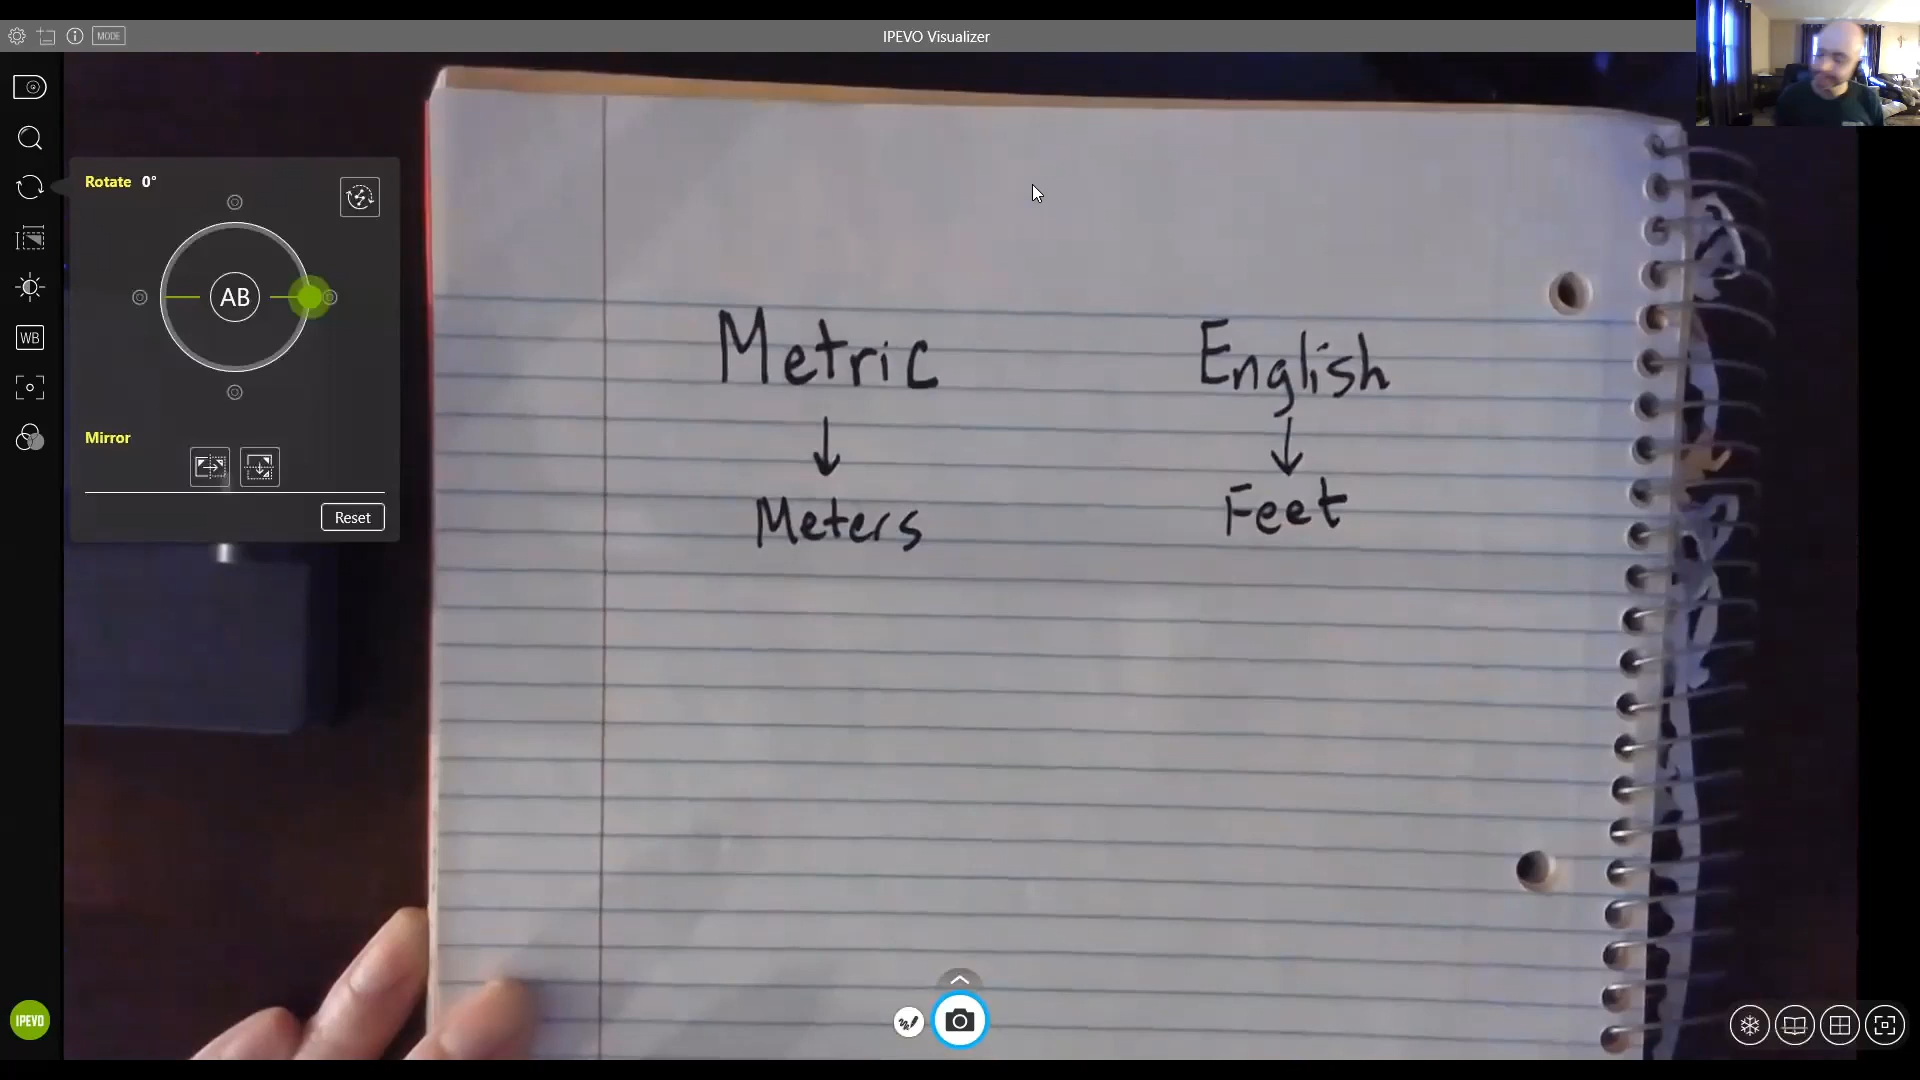 MODE
IPEVO Visualizer
Rotate 0°
AB
WB
Mirror
Reset
Metric English
↓ ↓
Meters Feet
IPEVO